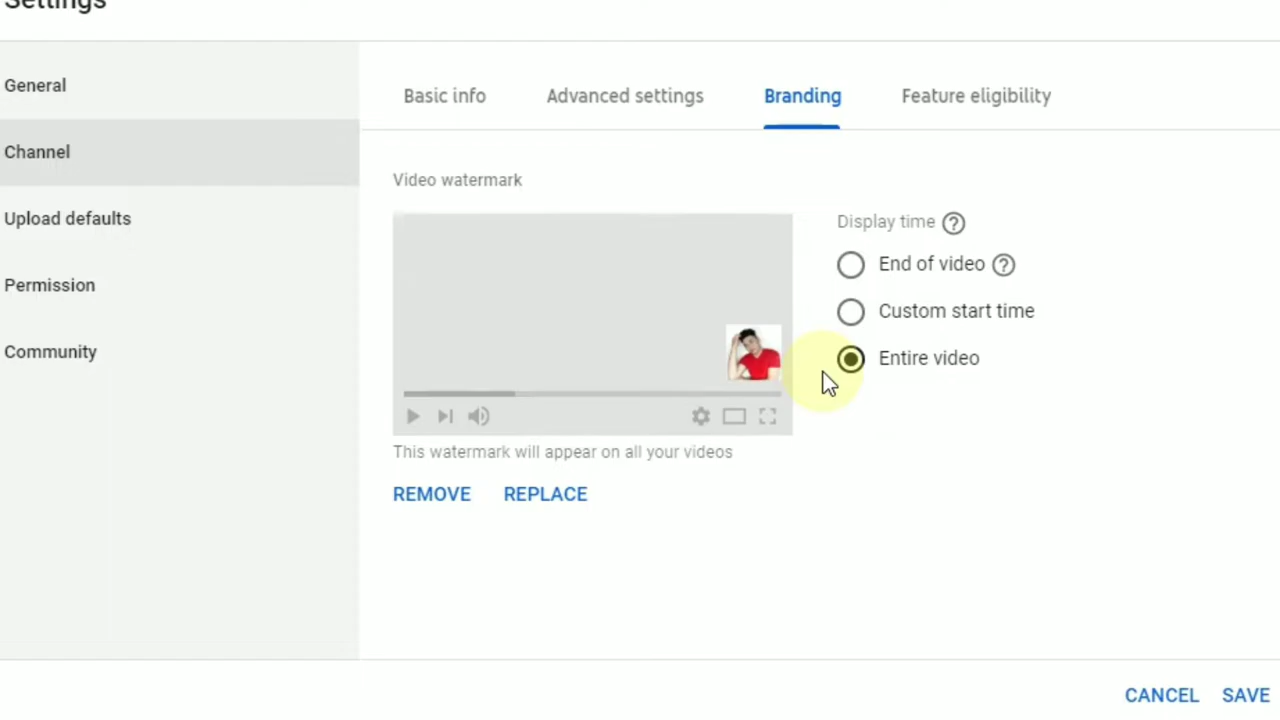 Settings
General
Channel
Upload defaults
Permission
Community
Basic info
Advanced settings
Branding
Feature eligibility
Video watermark
Display time ?
End of video ?
Custom start time
Entire video
This watermark will appear on all your videos
REMOVE
REPLACE
CANCEL
SAVE